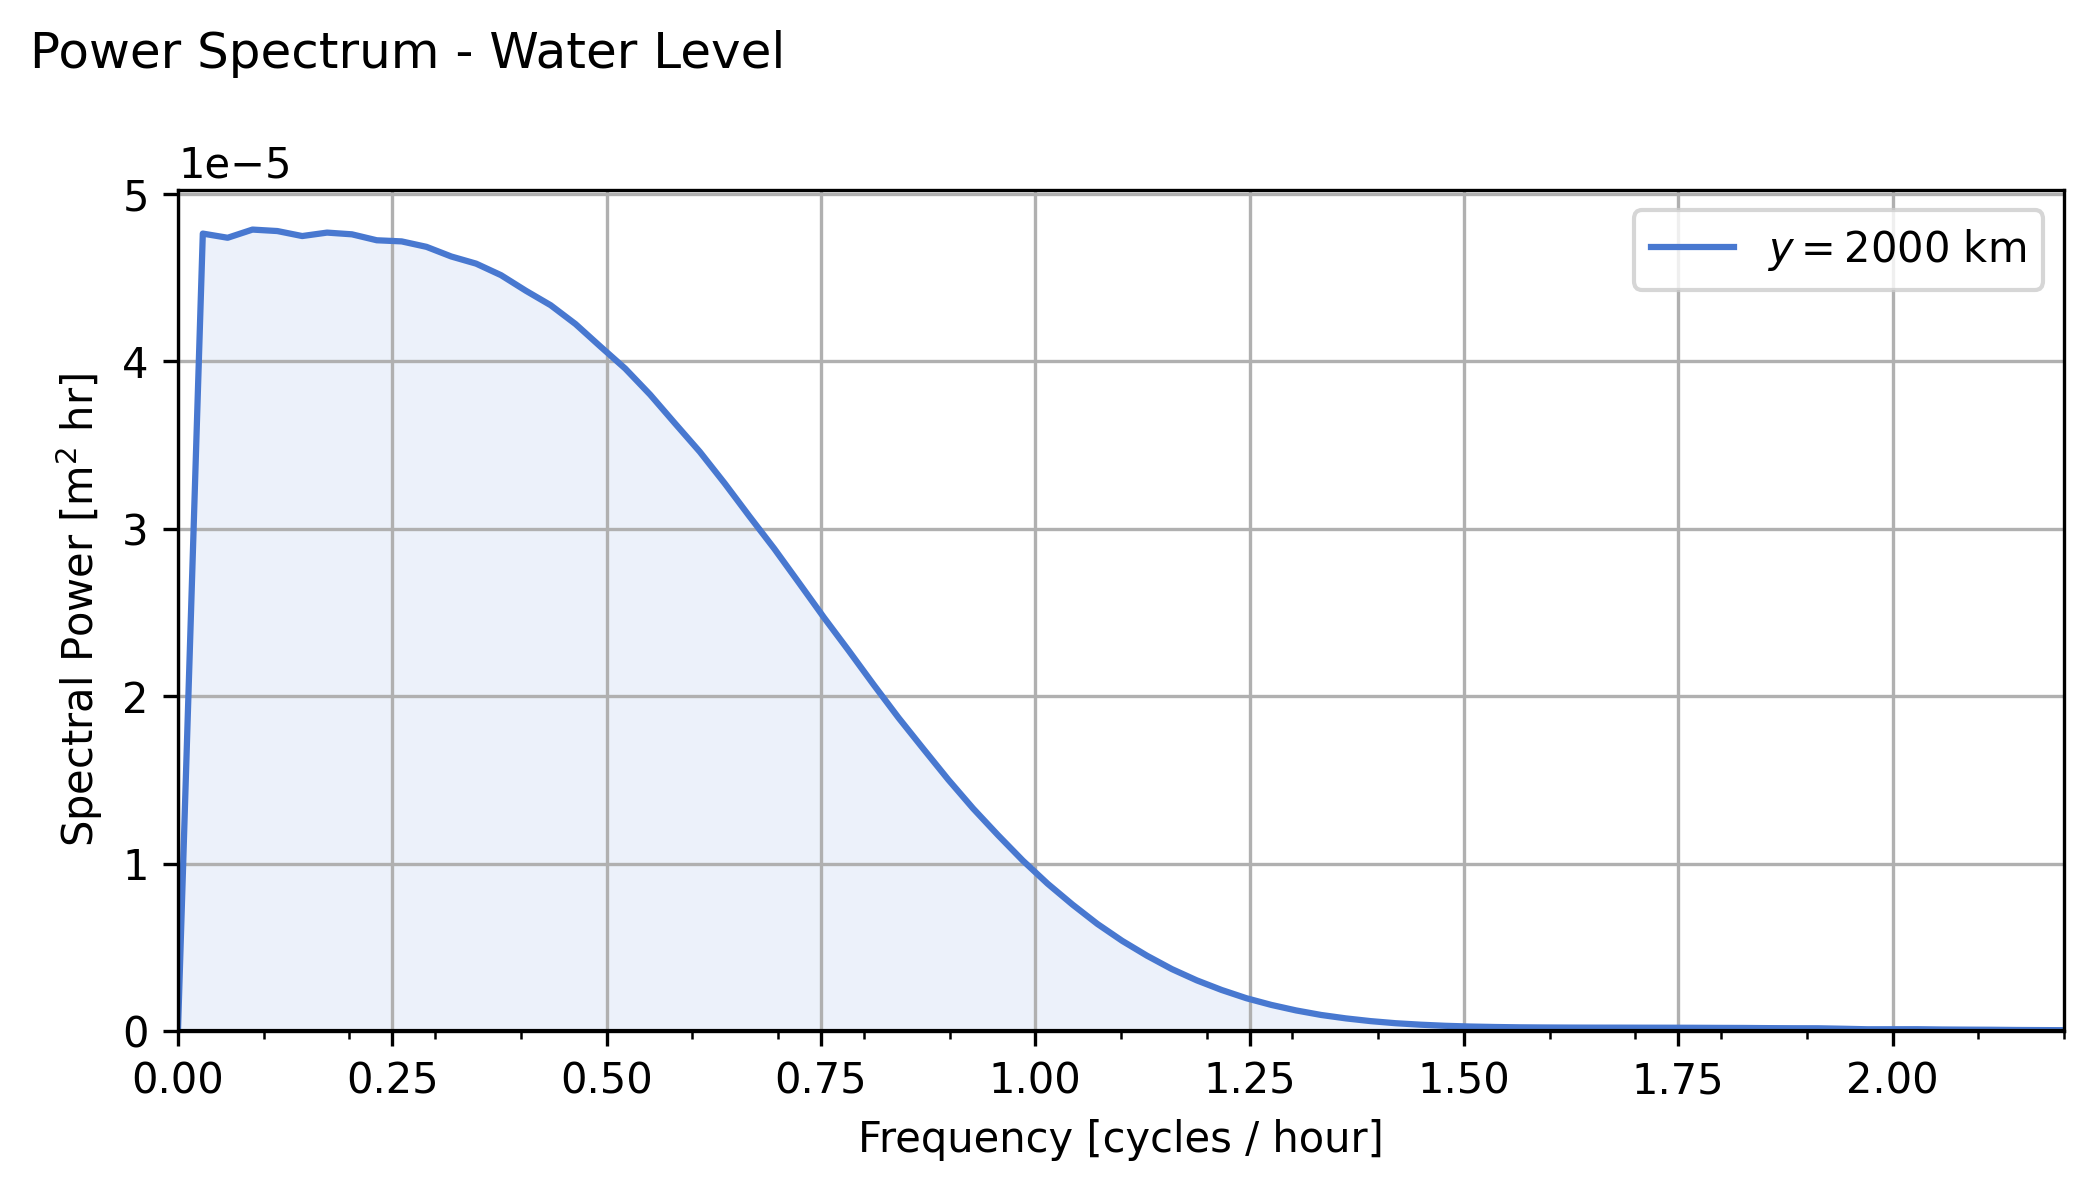 Power Spectrum - Water Level
1e−5
5
4
3
2
1
0
Spectral Power [m² hr]
y = 2000 km
0.00 0.25 0.50 0.75 1.00 1.25 1.50 1.75 2.00
Frequency [cycles / hour]